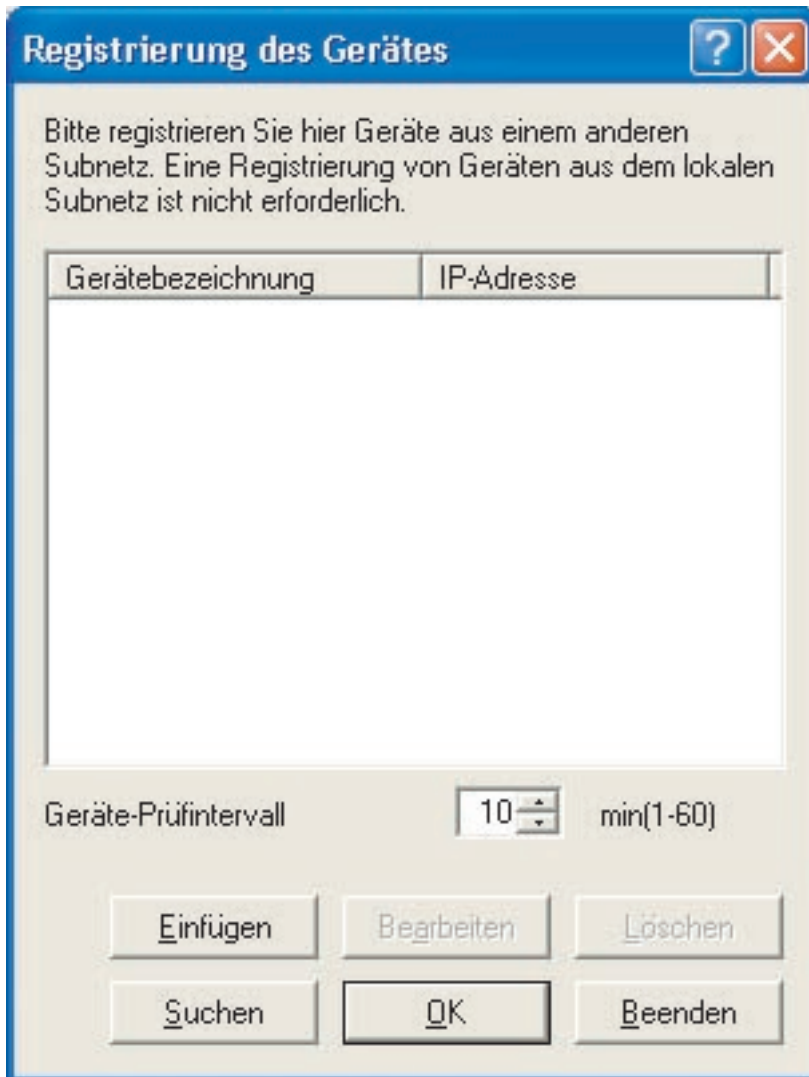 Registrierung des Gerätes
Bitte registrieren Sie hier Geräte aus einem anderen
Subnetz. Eine Registrierung von Geräten aus dem lokalen
Subnetz ist nicht erforderlich.
Gerätebezeichnung IP-Adresse
Geräte-Prüfintervall 10 min(1-60)
Einfügen Bearbeiten Löschen
Suchen OK Beenden